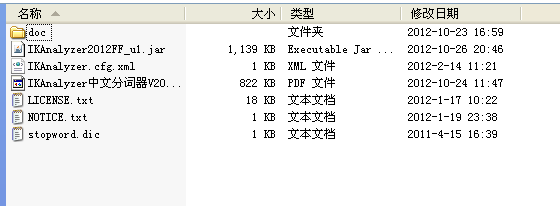 名称 大小 类型 修改日期
doc 文件夹 2012-10-23 16:59
IKAnalyzer2012FF_u1.jar 1,139 KB Executable Jar ... 2012-10-26 20:46
IKAnalyzer.cfg.xml 1 KB XML 文件 2012-2-14 11:21
IKAnalyzer中文分词器V20... 822 KB PDF 文件 2012-10-24 11:47
LICENSE.txt 18 KB 文本文档 2012-1-17 10:22
NOTICE.txt 1 KB 文本文档 2012-1-19 23:38
stopword.dic 1 KB 文本文档 2011-4-15 16:39